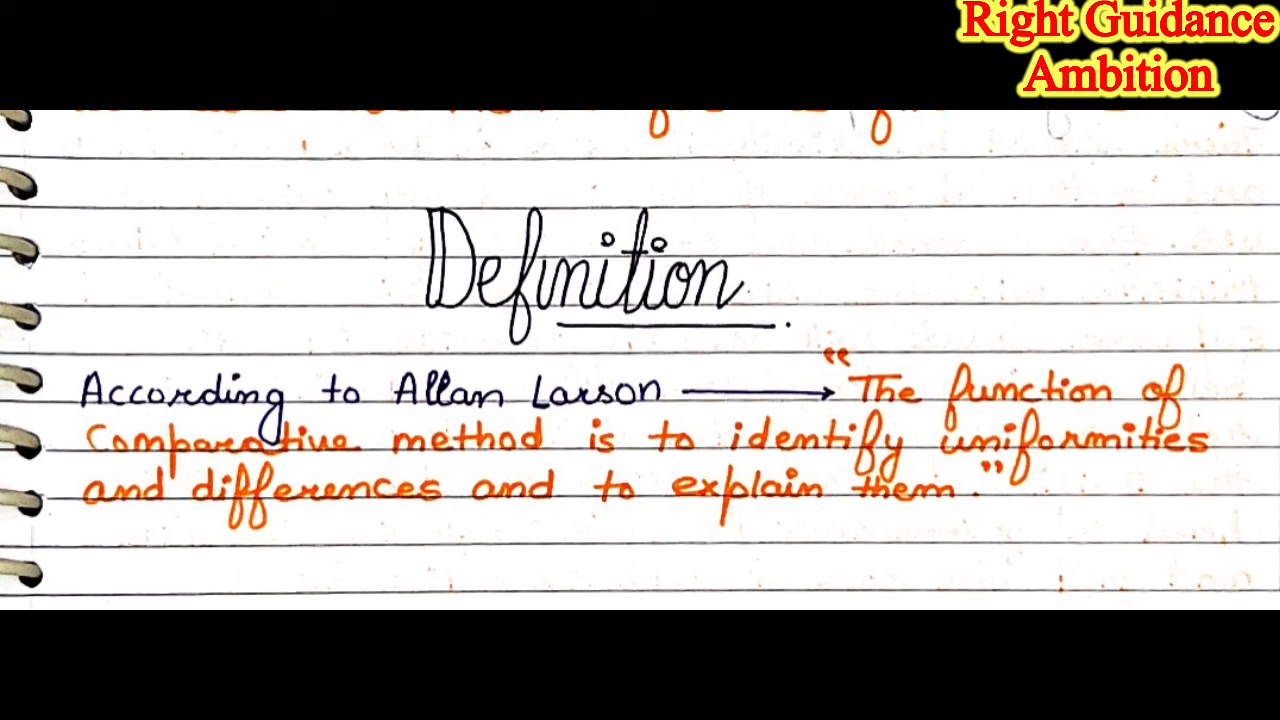 Right Guidance
Ambition
Definition.
According to Allan Larson → "The function of
Comparative method is to identify uniformities
and differences and to explain them."